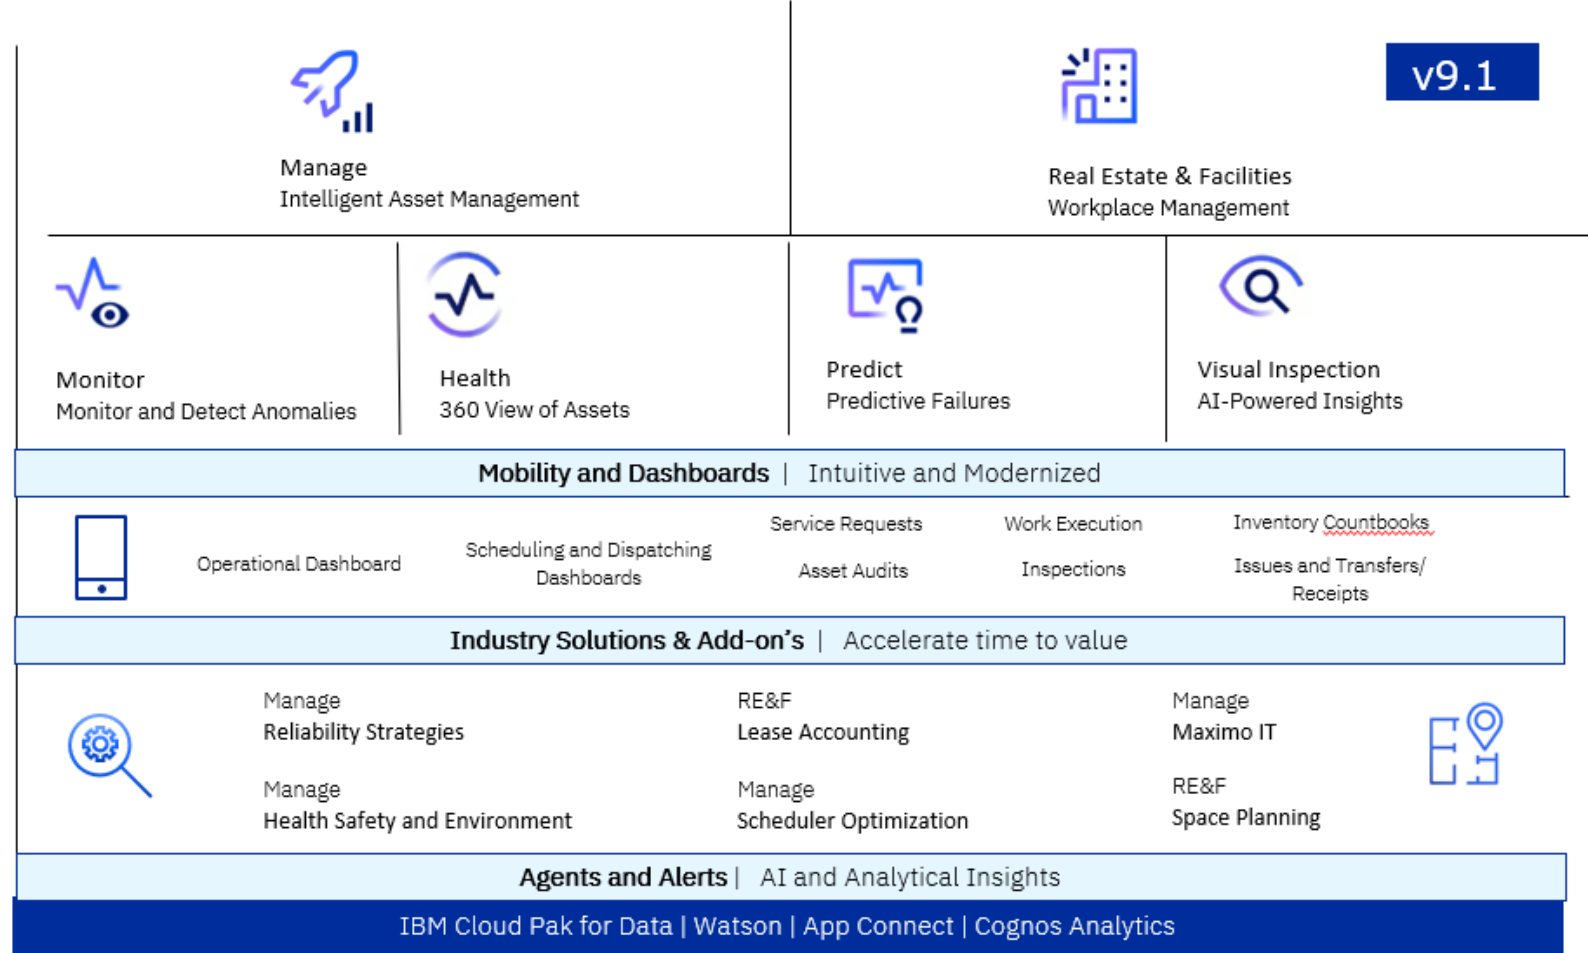 v9.1
Manage
Intelligent Asset Management
Real Estate & Facilities
Workplace Management
Monitor
Monitor and Detect Anomalies
Health
360 View of Assets
Predict
Predictive Failures
Visual Inspection
AI-Powered Insights
Mobility and Dashboards | Intuitive and Modernized
Operational Dashboard
Scheduling and Dispatching
Dashboards
Service Requests
Asset Audits
Work Execution
Inspections
Inventory Countbooks
Issues and Transfers/
Receipts
Industry Solutions & Add-on’s | Accelerate time to value
Manage
Reliability Strategies
RE&F
Lease Accounting
Manage
Maximo IT
Manage
Health Safety and Environment
Manage
Scheduler Optimization
RE&F
Space Planning
Agents and Alerts | AI and Analytical Insights
IBM Cloud Pak for Data | Watson | App Connect | Cognos Analytics